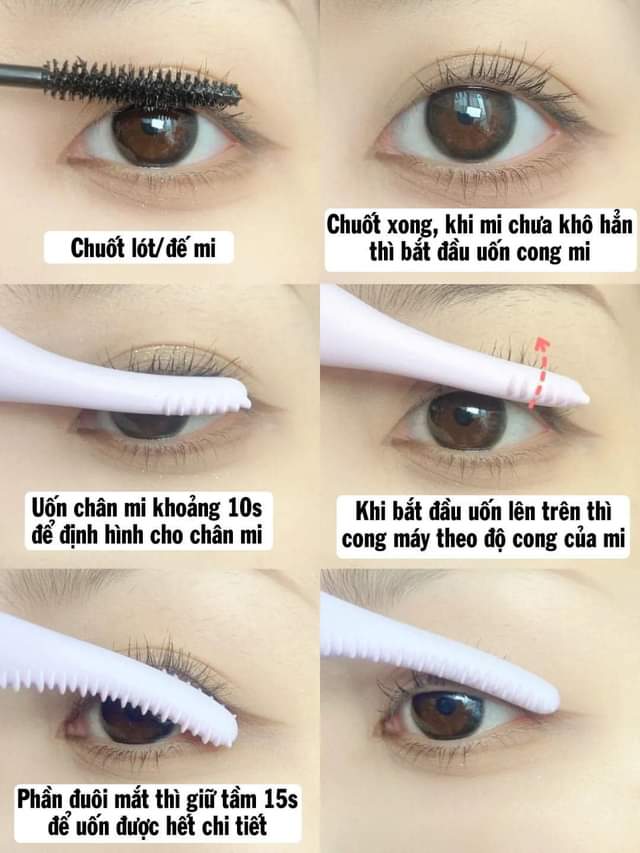 Chuốt lót/đế mi
Chuốt xong, khi mi chưa khô hẳn
thì bắt đầu uốn cong mi
Uốn chân mi khoảng 10s
để định hình cho chân mi
Khi bắt đầu uốn lên trên thì
cong máy theo độ cong của mi
Phần đuôi mắt thì giữ tầm 15s
để uốn được hết chi tiết